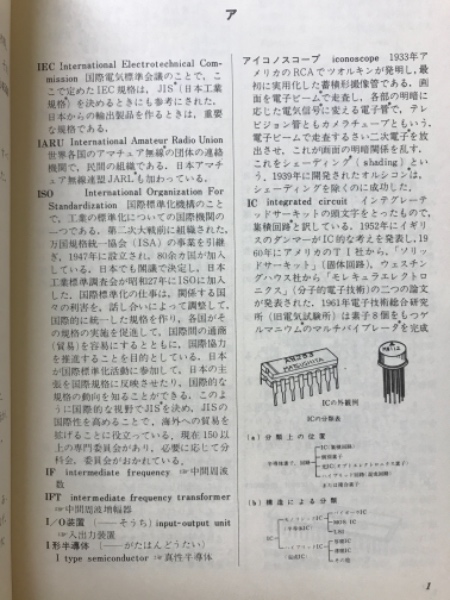 ア
IEC International Electrotechnical Com-
mission 国際電気標準会議のことで，こ
こで定めたIEC規格は，JIS*(日本工業
規格)を決めるときにも参考にされた．
日本からの輸出製品を作るときは，重要
な規格である．
IARU International Amateur Radio Union
世界各国のアマチュア無線の団体の連絡
機関で，民間の組織である．日本アマチ
ュア無線連盟JARL*も加わっている．
ISO International Organization For
Standardization 国際標準化機構のこと
で，工業の標準化についての国際機関の
一つである．第二次大戦前に組織された，
万国規格統一協会（ISA）の事業を引継
ぎ，1947年に設立され，80余カ国が加入
している．日本でも閣議で決定し，日本
工業標準調査会が昭和27年にISOに加入
した．国際標準化の仕事は，関係する国
々の利害を，話し合いによって調整して，
国際的に統一した規格を作り，各国がそ
の規格の実施を促進して，国際間の通商
(貿易)を容易にするとともに，国際協力
を推進することを目的としている．日本
が国際標準化活動に参加して，日本の主
張を国際規格に反映させたり，国際的な
規格の動向を知ることができる．このよ
うに国際的な視野でJIS*を決め，JISの
国際性を高めることで，海外への貿易を
拡げることに役立っている．現在150以
上の専門委員会があり，必要に応じて分
科会，委員会がおかれている．
IF intermediate frequency ☞中間周波
数
IFT intermediate frequency transformer
☞中間周波増幅器
I／O装置 (——そうち) input-output unit
☞入出力装置
I形半導体 (——がたはんどうたい)
I type semiconductor ☞真性半導体
アイコノスコープ iconoscope 1933年ア
メリカのRCAでツオルキンが発明し，最
初に実用化した蓄積形撮像管である．画
面を電子ビームで走査し，各部の明暗に
応じた電気信号に変える電子管で，テレ
ビジョン管ともカメラチューブともいう．
電子ビームで走査するさい二次電子を放
出させ，これが画面の明暗関係を乱す．
これをシェーディング（shading）とい
う．1939年に開発されたオルシコンは，
シェーディングを除くのに成功した．
IC integrated circuit インテグレーテ
ッドサーキットの頭文字をとったもので，
集積回路*と訳している．1952年にイギリ
スのダンマーがIC的な考えを発表し，19
60年にアメリカのTI社から，「ソリッ
ドサーキット」(固体回路)，ウェスチン
グハウス社から「モレキュラエレクトロ
ニクス」(分子的電子技術)の二つの論文
が発表された．1961年電子技術総合研究
所（旧電気試験所）は素子8個をもつゲ
ルマニウムのマルチバイブレータを完成
AN253
MATSUSHITA
ICの外観例
ICの分類表
(a) 分類上の位置
(b) 構造による分類
1